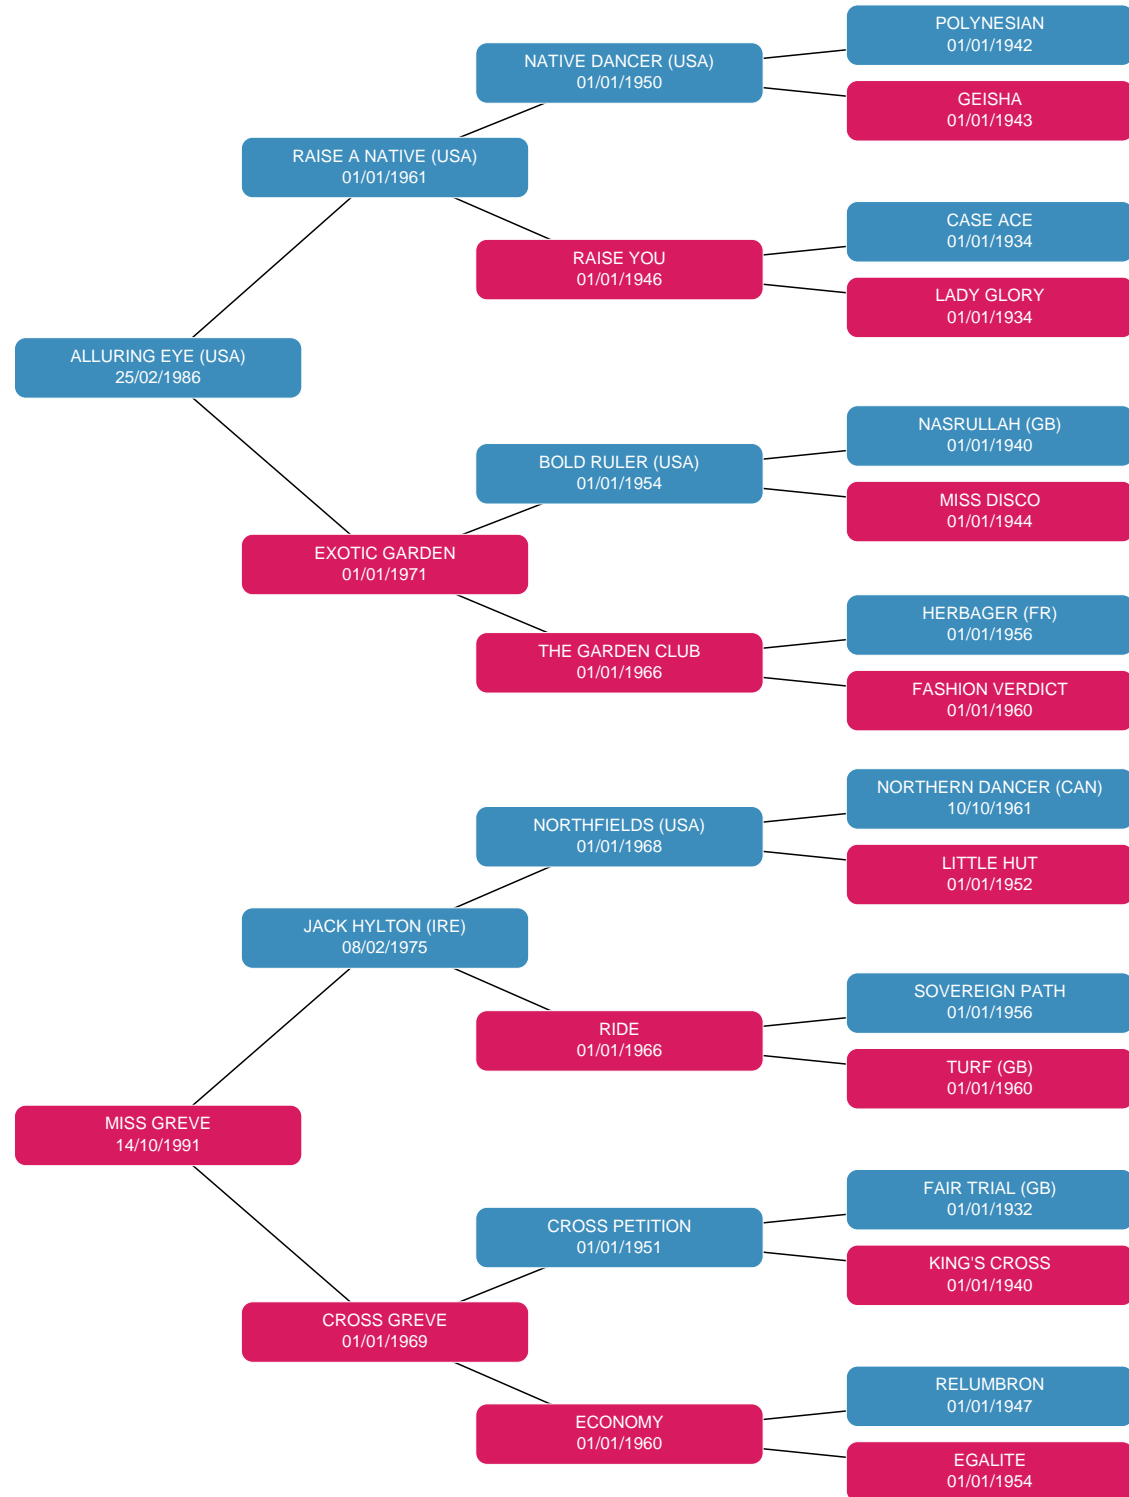 POLYNESIAN
01/01/1942
NATIVE DANCER (USA)
01/01/1950
GEISHA
01/01/1943
RAISE A NATIVE (USA)
01/01/1961
CASE ACE
01/01/1934
RAISE YOU
01/01/1946
LADY GLORY
01/01/1934
ALLURING EYE (USA)
25/02/1986
NASRULLAH (GB)
01/01/1940
BOLD RULER (USA)
01/01/1954
MISS DISCO
01/01/1944
EXOTIC GARDEN
01/01/1971
HERBAGER (FR)
01/01/1956
THE GARDEN CLUB
01/01/1966
FASHION VERDICT
01/01/1960
NORTHERN DANCER (CAN)
10/10/1961
NORTHFIELDS (USA)
01/01/1968
LITTLE HUT
01/01/1952
JACK HYLTON (IRE)
08/02/1975
SOVEREIGN PATH
01/01/1956
RIDE
01/01/1966
TURF (GB)
01/01/1960
MISS GREVE
14/10/1991
FAIR TRIAL (GB)
01/01/1932
CROSS PETITION
01/01/1951
KING'S CROSS
01/01/1940
CROSS GREVE
01/01/1969
RELUMBRON
01/01/1947
ECONOMY
01/01/1960
EGALITE
01/01/1954